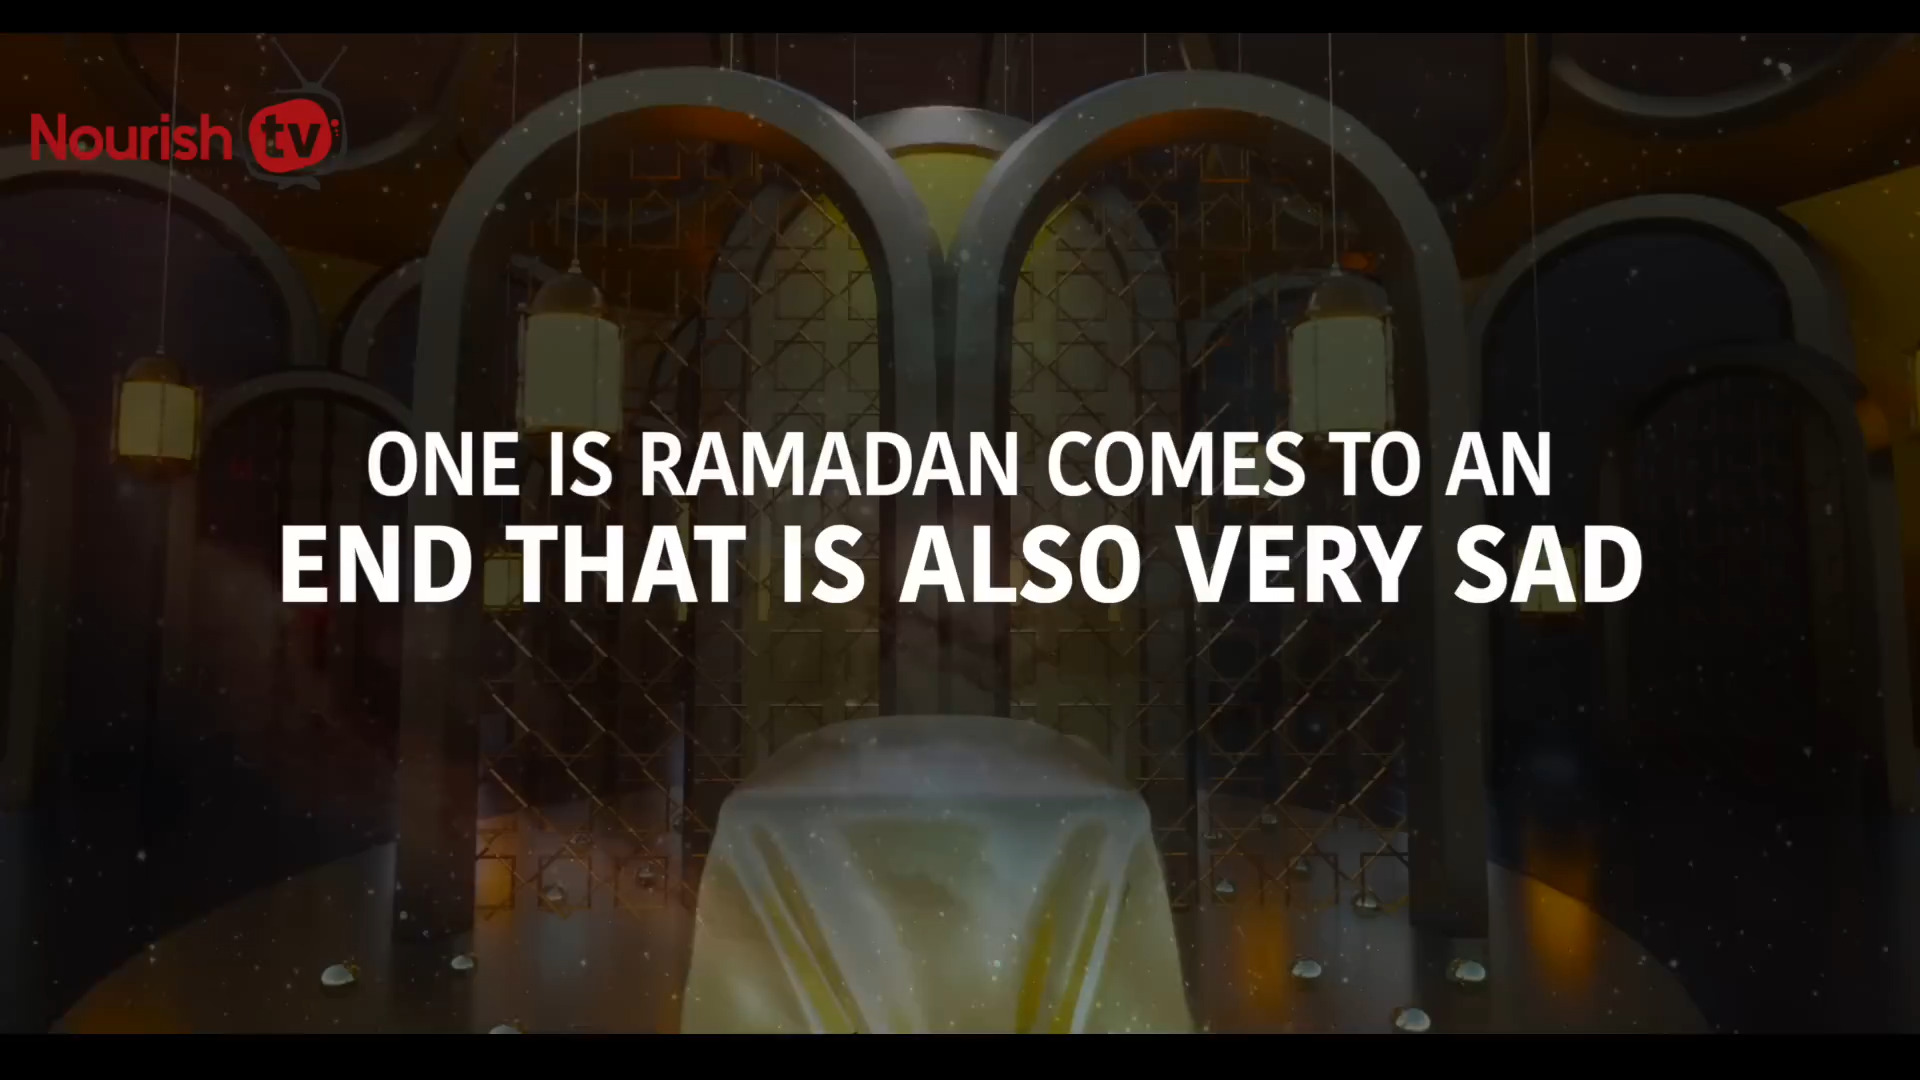 Nourish tv
ONE IS RAMADAN COMES TO AN
END THAT IS ALSO VERY SAD